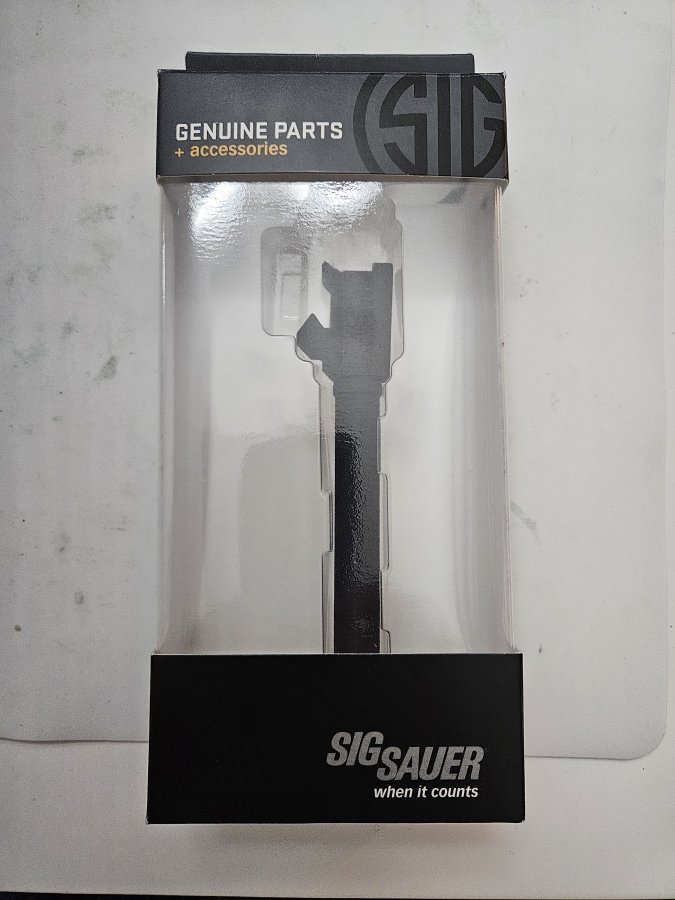 GENUINE PARTS
+ accessories
SIG
SIG SAUER
when it counts